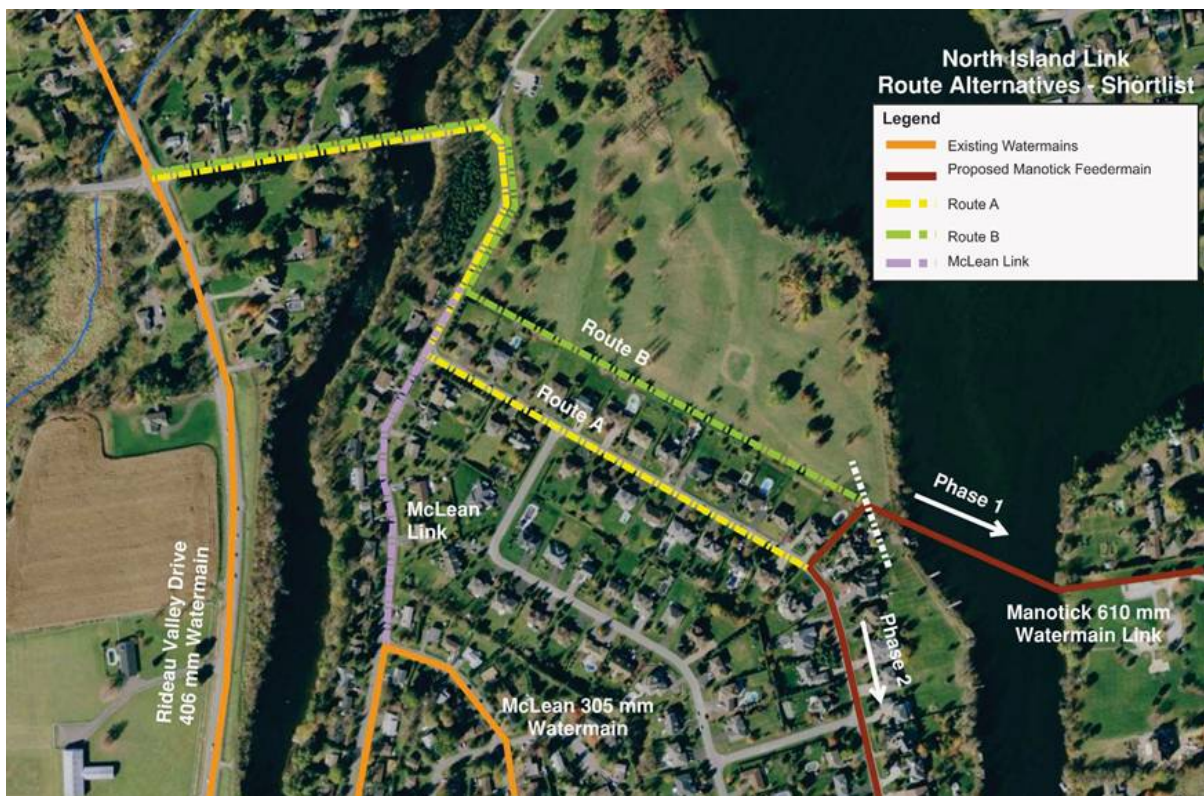 North Island Link
Route Alternatives - Shortlist
Legend
Existing Watermains
Proposed Manotick Feedermain
Route A
Route B
McLean Link
Route B
Route A
Phase 1
McLean
Link
Manotick 610 mm
Watermain Link
Rideau Valley Drive
406 mm Watermain
Phase 2
McLean 305 mm
Watermain